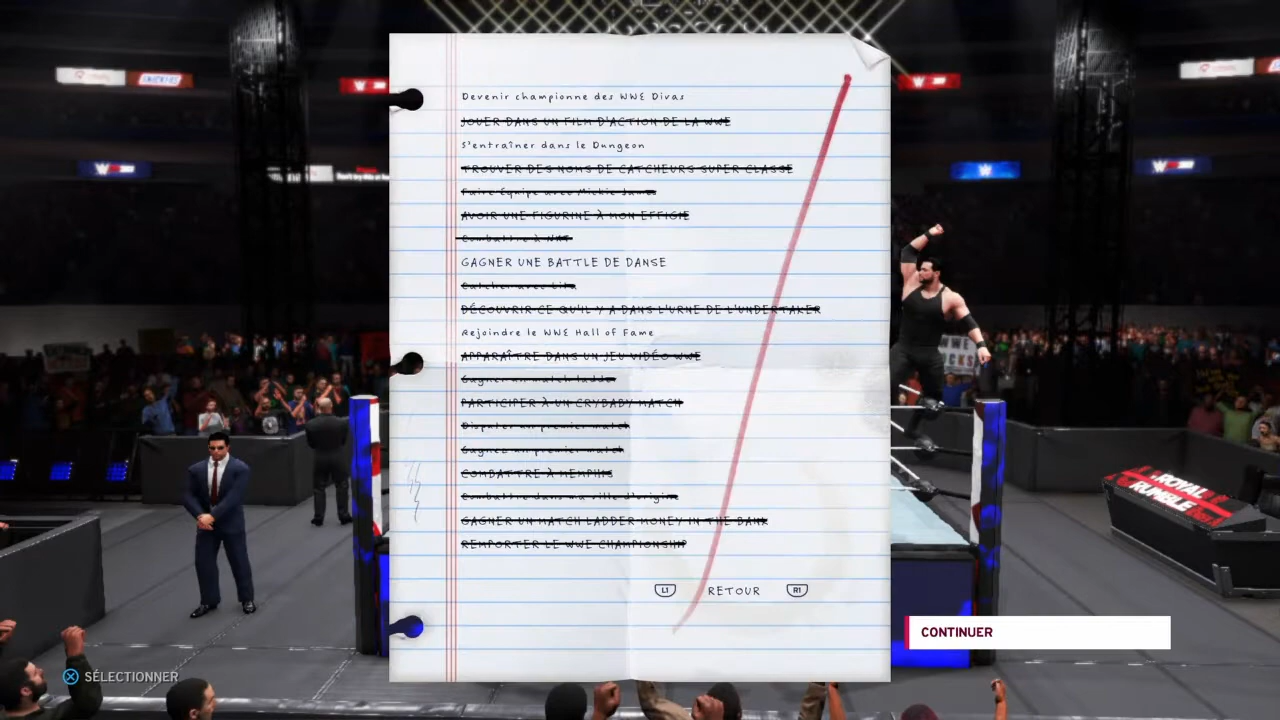 Devenir championne des WWE Divas
JOUER DANS UN FILM D'ACTION DE LA WWE
S'entraîner dans le Dungeon
TROUVER DES NOMS DE CATCHEURS SUPER CLASSE
Faire équipe avec Mickie James
AVOIR UNE FIGURINE À MON EFFIGIE
Combattre à NXT
GAGNER UNE BATTLE DE DANSE
Catcher avec Lita
DÉCOUVRIR CE QU'IL Y A DANS L'URNE DE L'UNDERTAKER
Rejoindre le WWE Hall of Fame
APPARAÎTRE DANS UN JEU VIDÉO WWE
Gagner un match ladder
PARTICIPER À UN CRYBABY MATCH
Disputer un premier match
Gagnez un premier match
COMBATTRE À MEMPHIS
Combattre dans ma ville d'origine
GAGNER UN MATCH LADDER MONEY IN THE BANK
REMPORTER LE WWE CHAMPIONSHIP
L1 RETOUR R1
CONTINUER
SÉLECTIONNER
ROYAL
RUMBLE